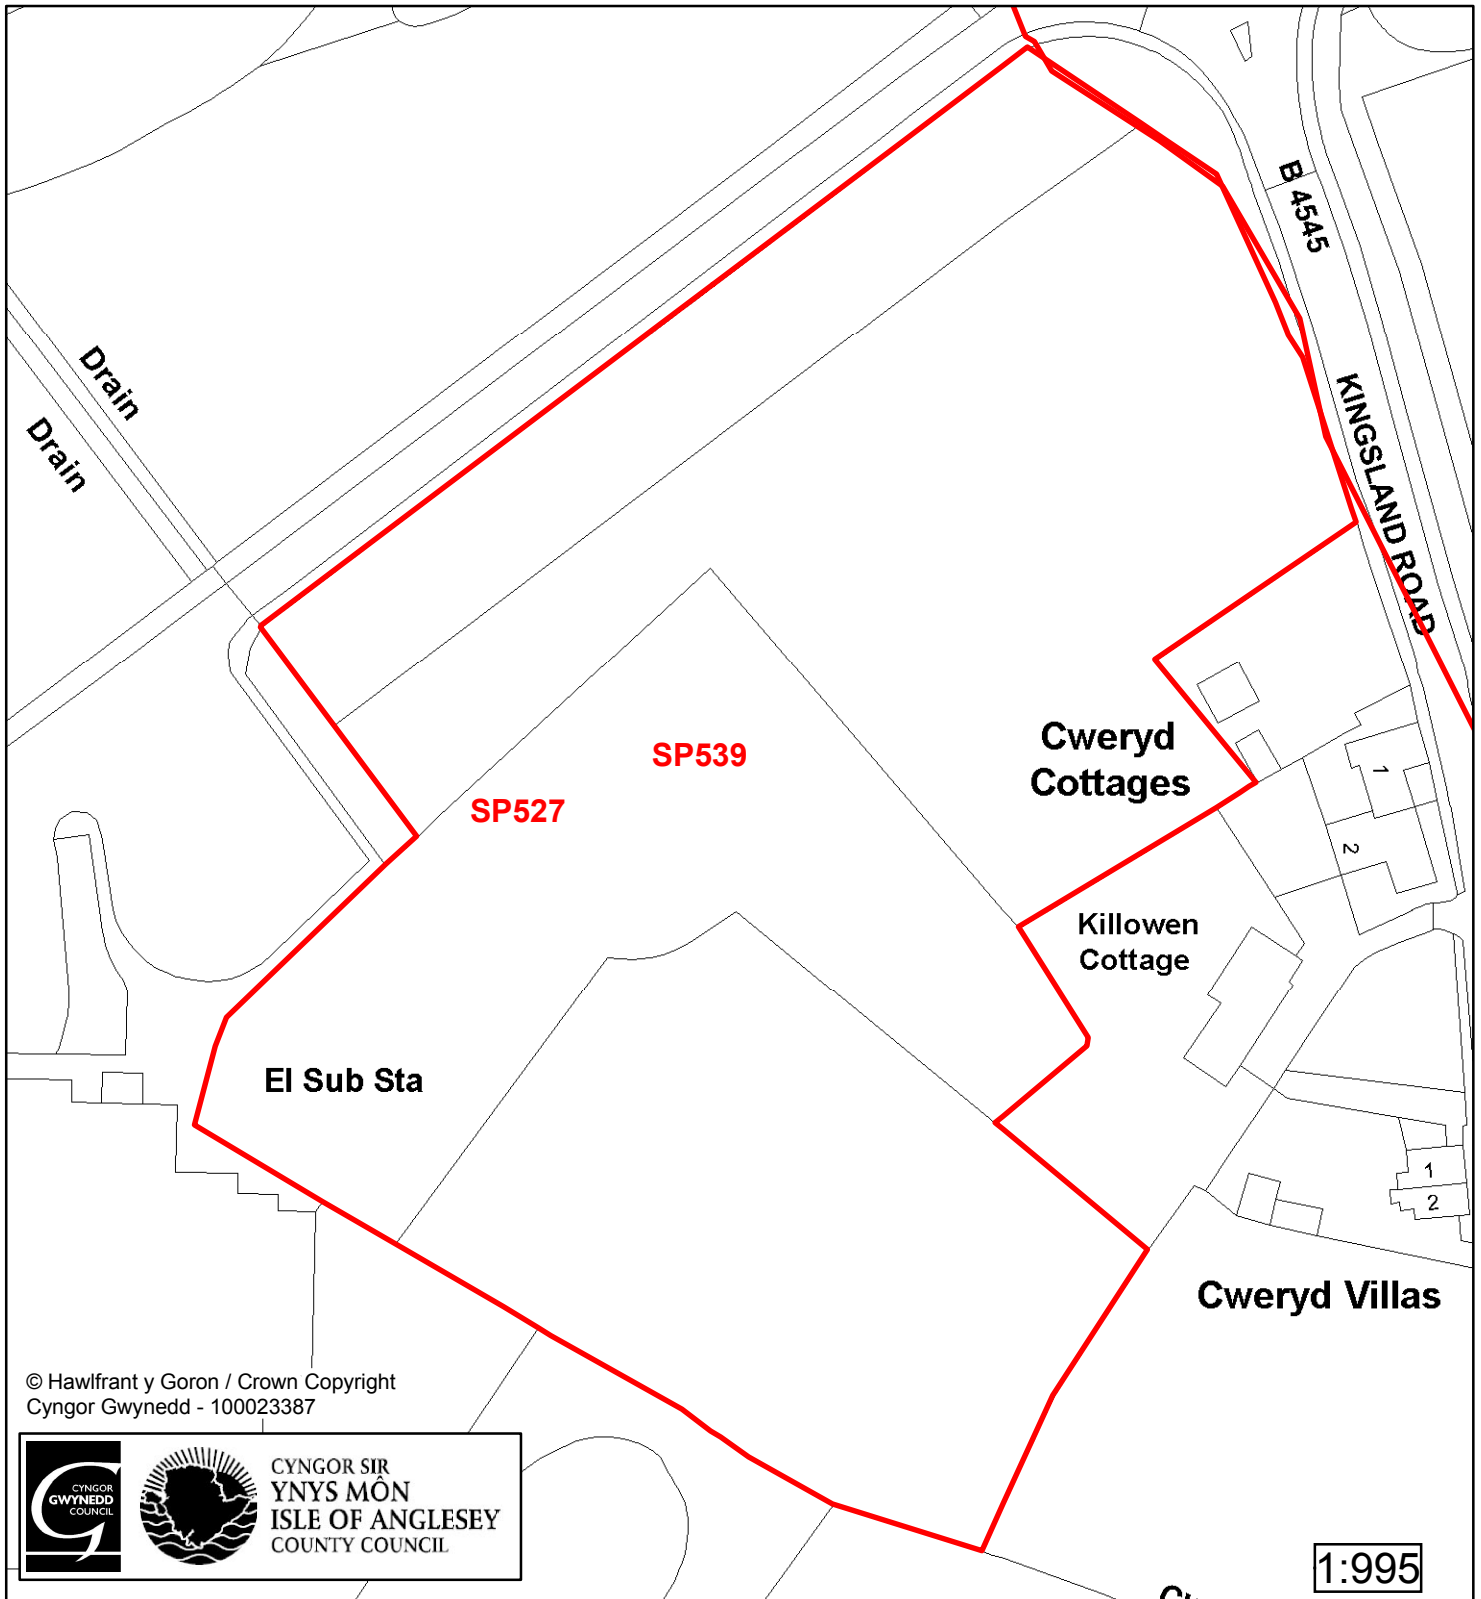 B 4545
Drain
Drain
KINGSLAND ROAD
SP539
SP527
Cweryd
Cottages
1
2
Killowen
Cottage
El Sub Sta
1
2
Cweryd Villas
© Hawlfrant y Goron / Crown Copyright
Cyngor Gwynedd - 100023387
CYNGOR
GWYNEDD
COUNCIL
CYNGOR SIR
YNYS MÔN
ISLE OF ANGLESEY
COUNTY COUNCIL
1:995